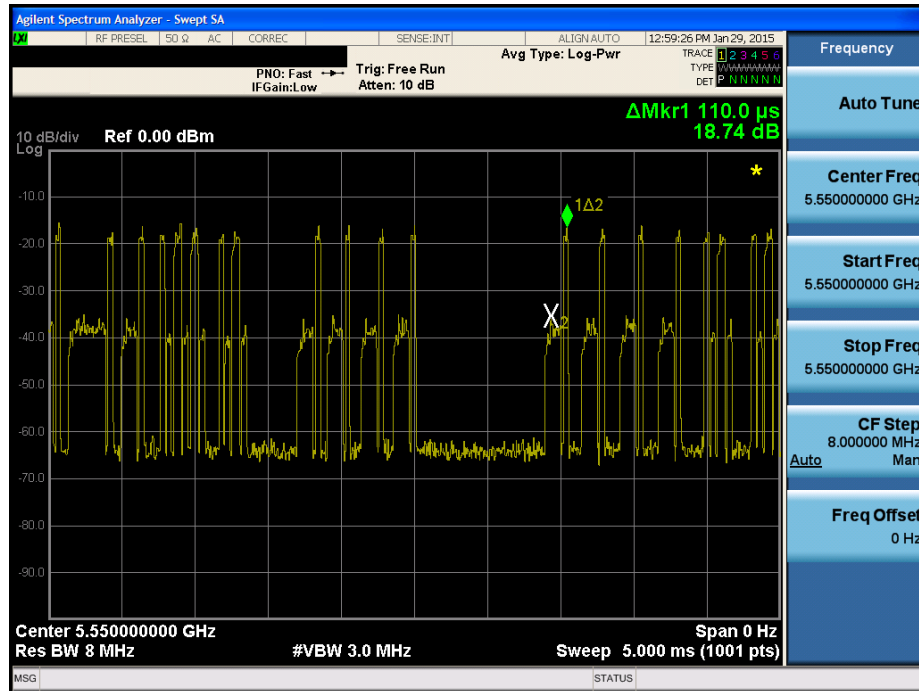 Agilent Spectrum Analyzer - Swept SA
LXI RF PRESEL 50 Ω AC CORREC SENSE:INT ALIGN AUTO 12:59:26 PM Jan 29, 2015
Frequency
PNO: Fast
IFGain:Low
Trig: Free Run
Atten: 10 dB
Avg Type: Log-Pwr
TRACE 1 2 3 4 5 6
TYPE
DET P N N N N N
Auto Tune
ΔMkr1 110.0 µs
18.74 dB
10 dB/div Ref 0.00 dBm
Log
1Δ2
2
-10.0
-20.0
-30.0
-40.0
-50.0
-60.0
-70.0
-80.0
-90.0
Center Freq
5.550000000 GHz
Start Freq
5.550000000 GHz
Stop Freq
5.550000000 GHz
CF Step
8.000000 MHz
Auto Man
Freq Offset
0 Hz
Center 5.550000000 GHz Span 0 Hz
Res BW 8 MHz #VBW 3.0 MHz Sweep 5.000 ms (1001 pts)
MSG STATUS